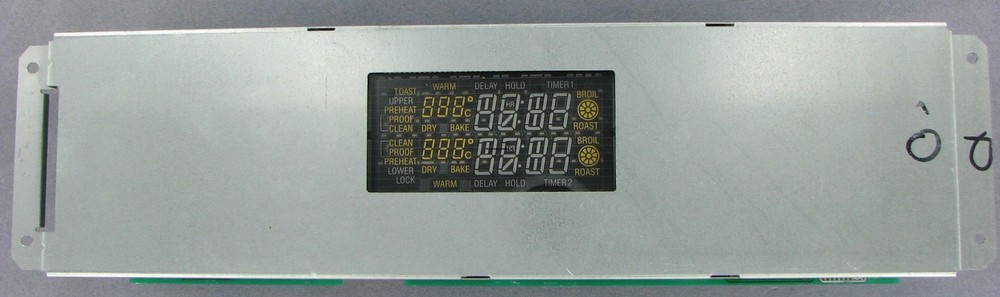 TOAST WARM DELAY HOLD TIMER 1
UPPER BROIL
PREHEAT 888°C 88:88 HR
PROOF
CLEAN DRY BAKE ROAST
CLEAN BROIL
PROOF 888°C 88:88 HR
PREHEAT
LOWER DRY BAKE ROAST
LOCK WARM DELAY HOLD TIMER 2